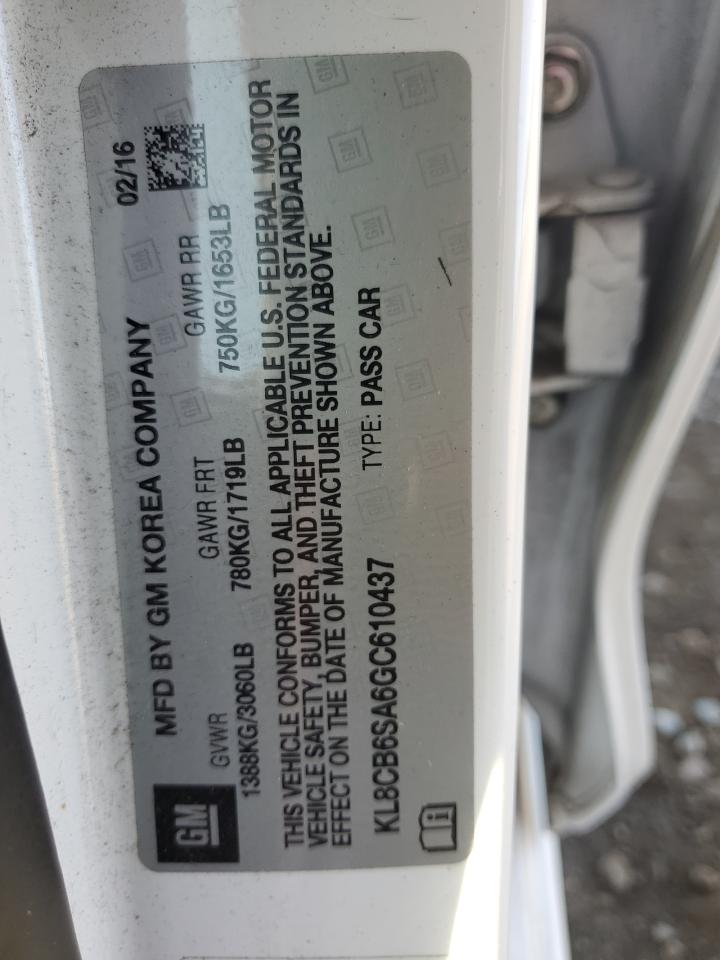 MFD BY GM KOREA COMPANY 02/16
GVWR GAWR FRT GAWR RR
1388KG/3060LB 780KG/1719LB 750KG/1653LB
THIS VEHICLE CONFORMS TO ALL APPLICABLE U.S. FEDERAL MOTOR
VEHICLE SAFETY, BUMPER, AND THEFT PREVENTION STANDARDS IN
EFFECT ON THE DATE OF MANUFACTURE SHOWN ABOVE.
KL8CB6SA6GC610437 TYPE: PASS CAR
GM